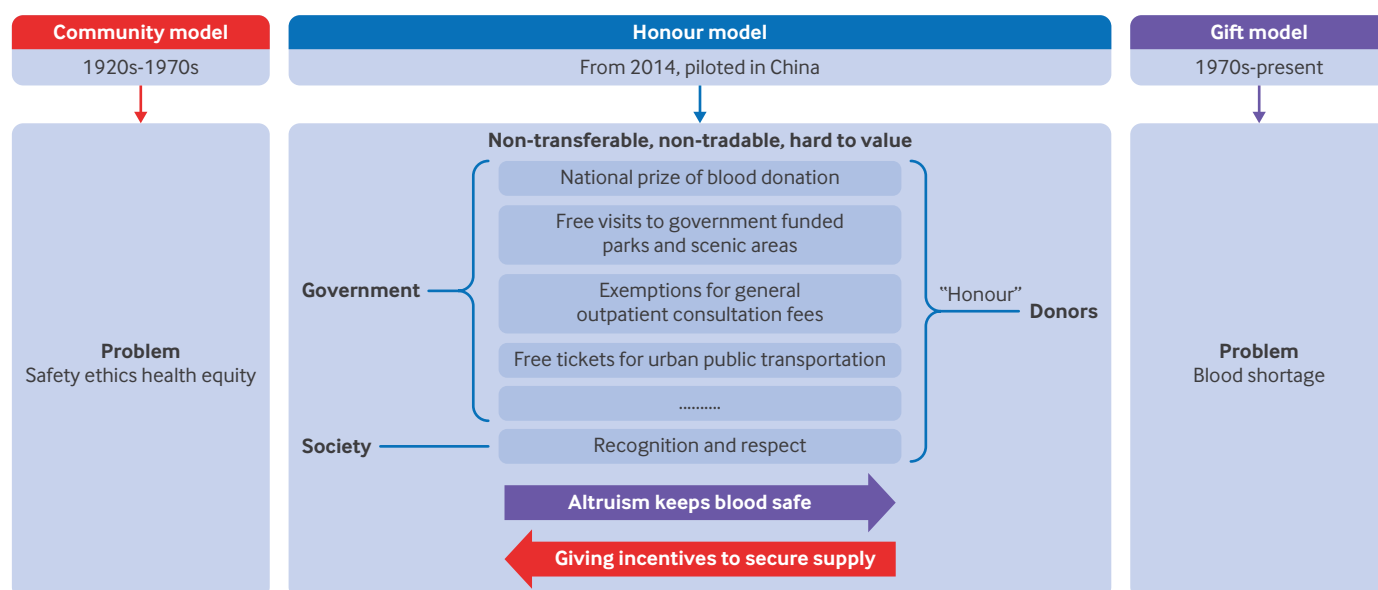 Community model
1920s-1970s
Problem
Safety ethics health equity
Honour model
From 2014, piloted in China
Non-transferable, non-tradable, hard to value
Government
National prize of blood donation
Free visits to government funded
parks and scenic areas
Exemptions for general
outpatient consultation fees
Free tickets for urban public transportation
..........
Society
Recognition and respect
"Honour"
Donors
Altruism keeps blood safe
Giving incentives to secure supply
Gift model
1970s-present
Problem
Blood shortage